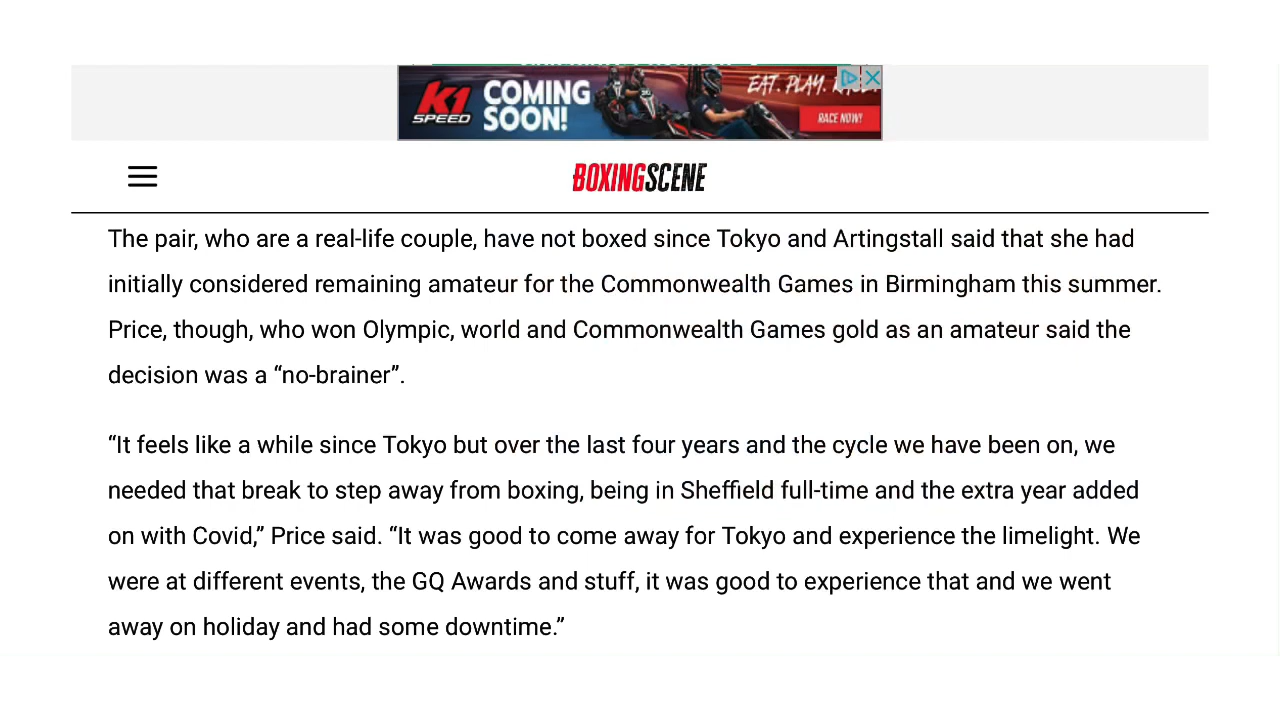 K1 SPEED
COMING SOON!
EAT. PLAY.
RACE NOW!
BOXINGSCENE
The pair, who are a real-life couple, have not boxed since Tokyo and Artingstall said that she had
initially considered remaining amateur for the Commonwealth Games in Birmingham this summer.
Price, though, who won Olympic, world and Commonwealth Games gold as an amateur said the
decision was a “no-brainer”.
“It feels like a while since Tokyo but over the last four years and the cycle we have been on, we
needed that break to step away from boxing, being in Sheffield full-time and the extra year added
on with Covid,” Price said. “It was good to come away for Tokyo and experience the limelight. We
were at different events, the GQ Awards and stuff, it was good to experience that and we went
away on holiday and had some downtime.”